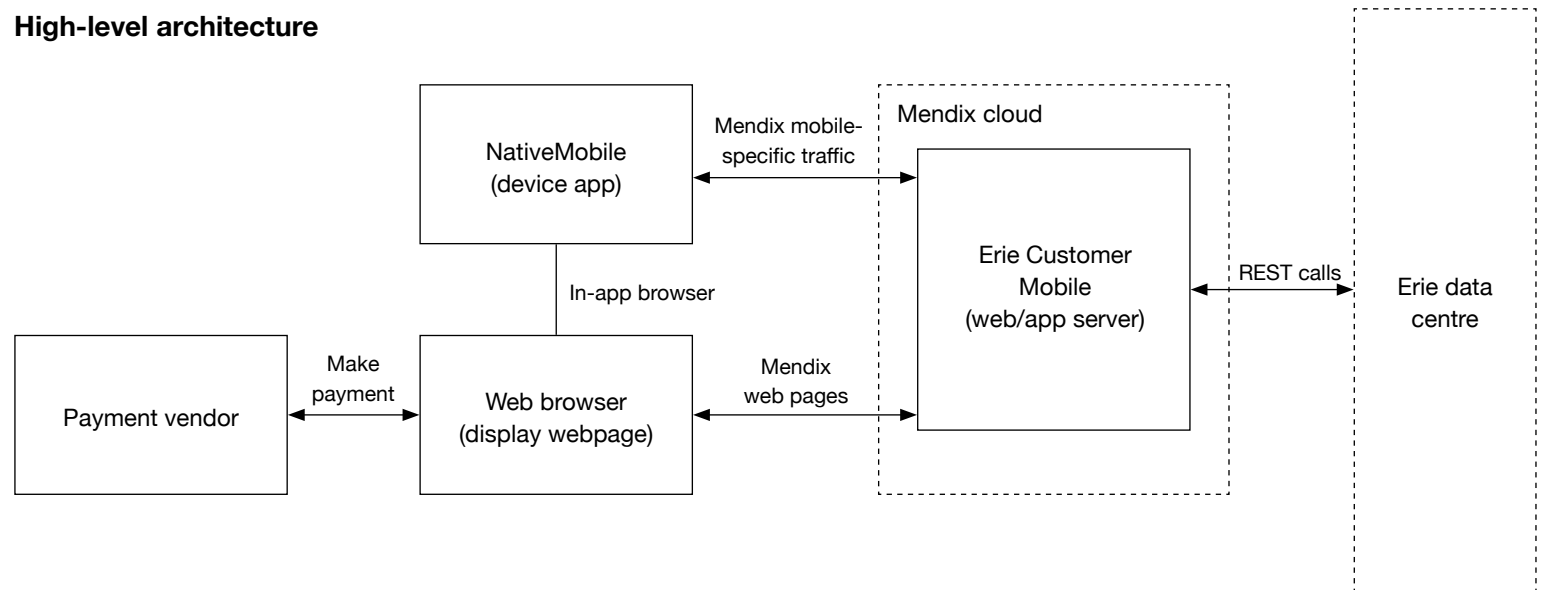 High-level architecture
NativeMobile
(device app)
Mendix mobile-
specific traffic
Mendix cloud
Erie Customer
Mobile
(web/app server)
REST calls
Erie data
centre
In-app browser
Payment vendor
Make
payment
Web browser
(display webpage)
Mendix
web pages